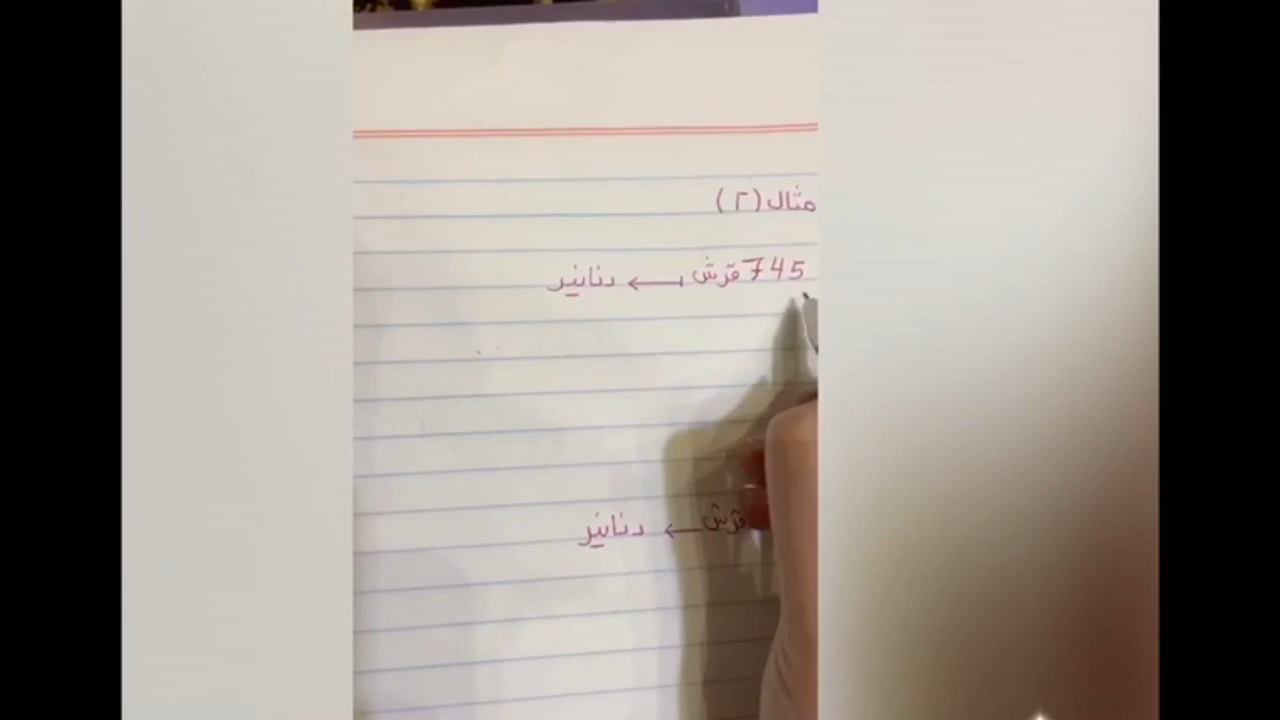 مثال (٢)
745 قرش ← دنانير
قرش ← دنانير